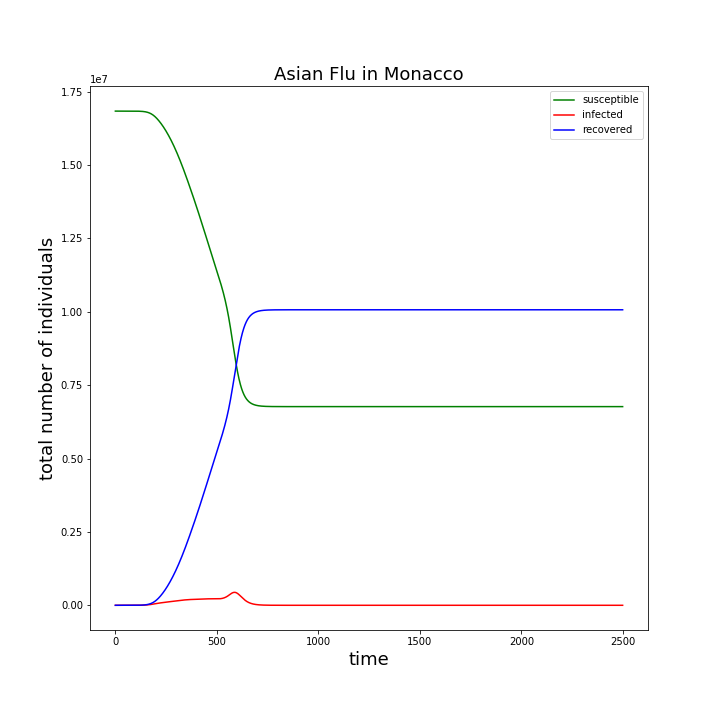 Asian Flu in Monacco
1e7
susceptible
infected
recovered
1.75
1.50
1.25
1.00
0.75
0.50
0.25
0.00
total number of individuals
0 500 1000 1500 2000 2500
time